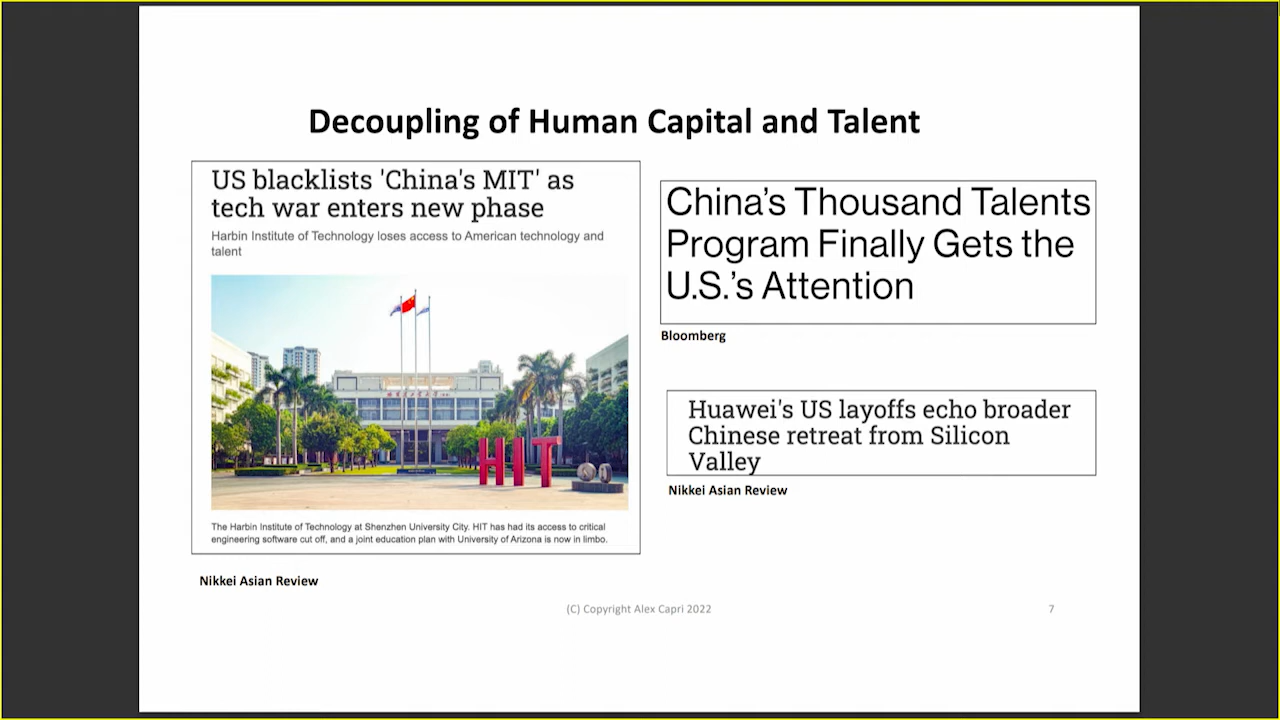 Decoupling of Human Capital and Talent
US blacklists 'China's MIT' as
tech war enters new phase
Harbin Institute of Technology loses access to American technology and
talent
HIT
The Harbin Institute of Technology at Shenzhen University City. HIT has had its access to critical
engineering software cut off, and a joint education plan with University of Arizona is now in limbo.
Nikkei Asian Review
China's Thousand Talents
Program Finally Gets the
U.S.'s Attention
Bloomberg
Huawei's US layoffs echo broader
Chinese retreat from Silicon
Valley
Nikkei Asian Review
(C) Copyright Alex Capri 2022
7